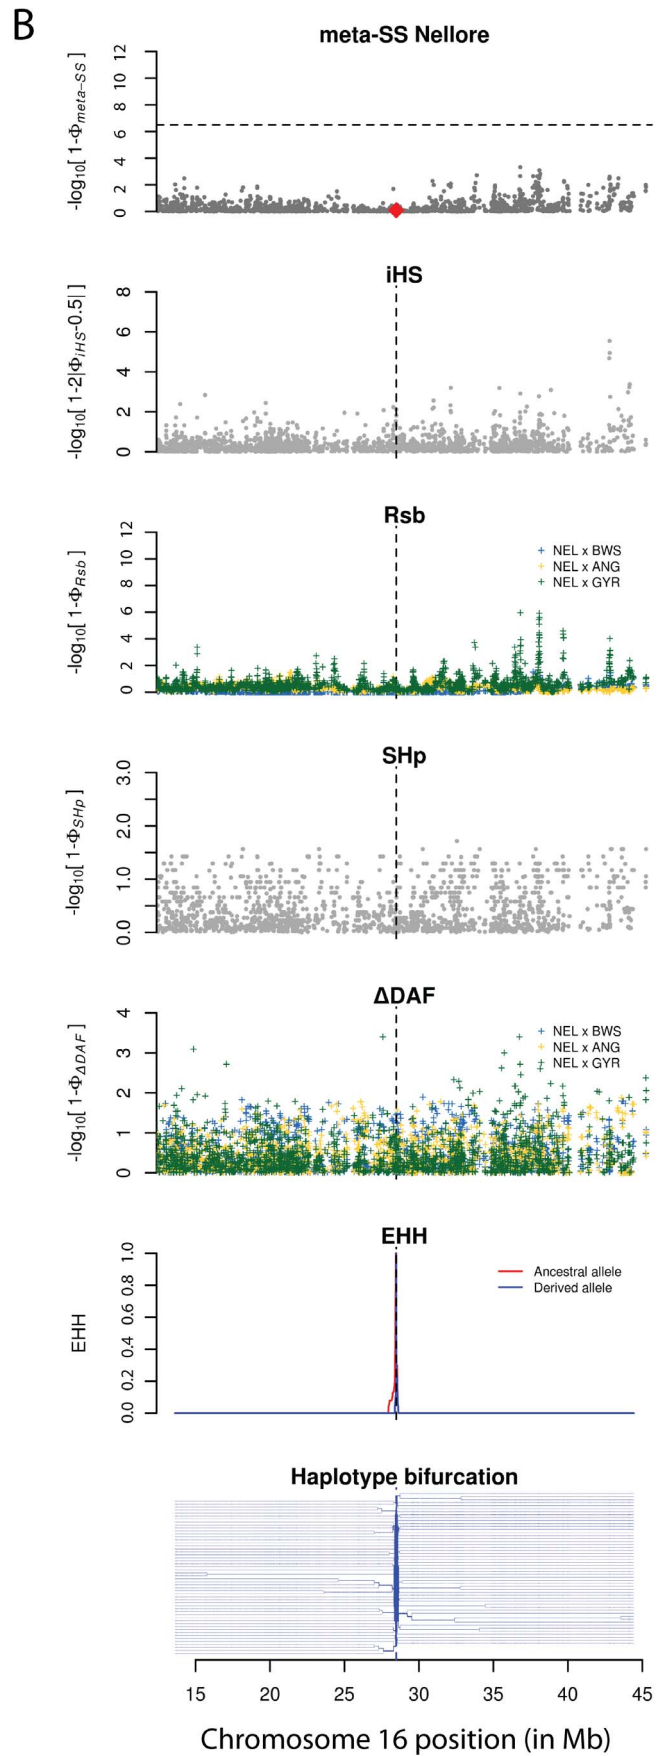 B
meta-SS Nellore
-log10[ 1-Φmeta-SS ]
0 2 4 6 8 10 12
iHS
-log10[ 1-2|ΦiHS-0.5|]
0 2 4 6 8
Rsb
-log10[ 1-ΦRsb ]
0 2 4 6 8 10 12
+ NEL x BWS
+ NEL x ANG
+ NEL x GYR
SHp
-log10[ 1-ΦSHp ]
0.0 1.0 2.0 3.0
ΔDAF
-log10[ 1-ΦΔDAF ]
0 1 2 3 4
+ NEL x BWS
+ NEL x ANG
+ NEL x GYR
EHH
EHH
0.0 0.2 0.4 0.6 0.8 1.0
Ancestral allele
Derived allele
Haplotype bifurcation
15 20 25 30 35 40 45
Chromosome 16 position (in Mb)